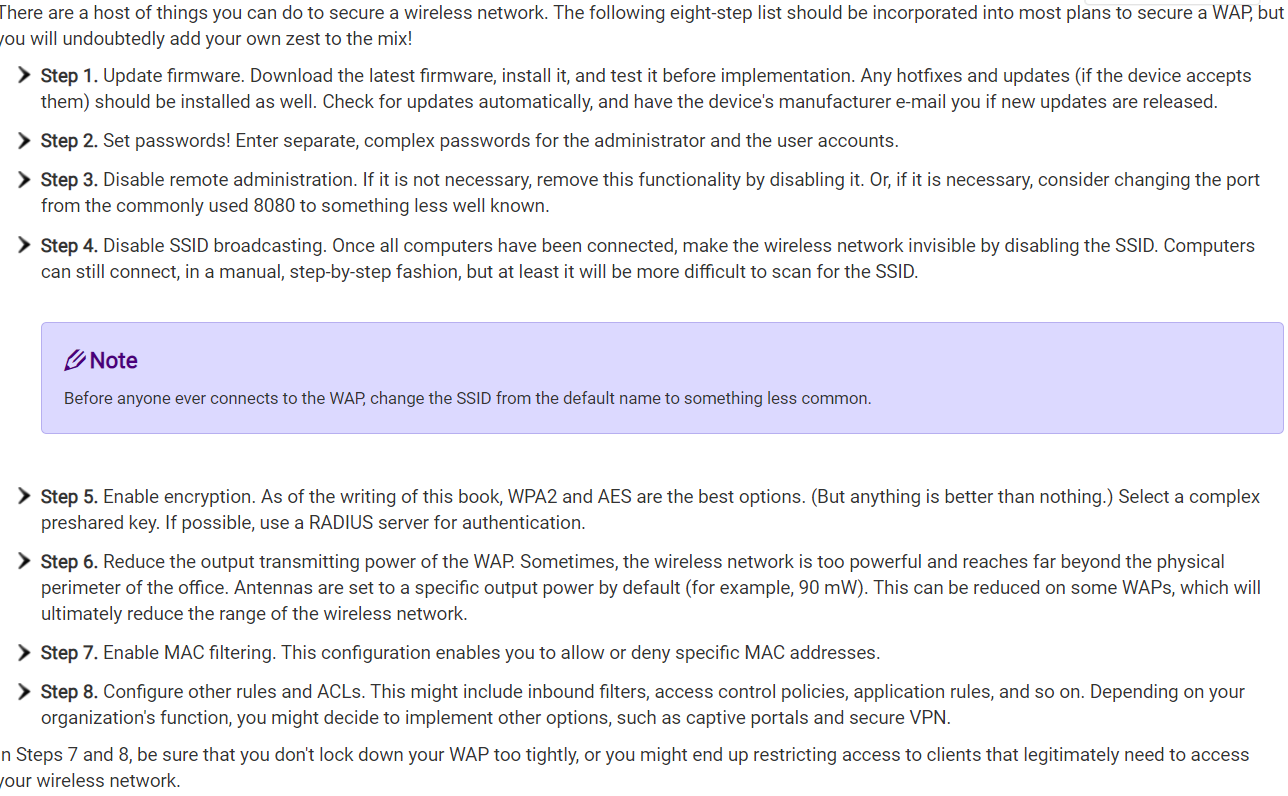 There are a host of things you can do to secure a wireless network. The following eight-step list should be incorporated into most plans to secure a WAP, but
you will undoubtedly add your own zest to the mix!
Step 1. Update firmware. Download the latest firmware, install it, and test it before implementation. Any hotfixes and updates (if the device accepts
them) should be installed as well. Check for updates automatically, and have the device's manufacturer e-mail you if new updates are released.
Step 2. Set passwords! Enter separate, complex passwords for the administrator and the user accounts.
Step 3. Disable remote administration. If it is not necessary, remove this functionality by disabling it. Or, if it is necessary, consider changing the port
from the commonly used 8080 to something less well known.
Step 4. Disable SSID broadcasting. Once all computers have been connected, make the wireless network invisible by disabling the SSID. Computers
can still connect, in a manual, step-by-step fashion, but at least it will be more difficult to scan for the SSID.
Note
Before anyone ever connects to the WAP, change the SSID from the default name to something less common.
Step 5. Enable encryption. As of the writing of this book, WPA2 and AES are the best options. (But anything is better than nothing.) Select a complex
preshared key. If possible, use a RADIUS server for authentication.
Step 6. Reduce the output transmitting power of the WAP. Sometimes, the wireless network is too powerful and reaches far beyond the physical
perimeter of the office. Antennas are set to a specific output power by default (for example, 90 mW). This can be reduced on some WAPs, which will
ultimately reduce the range of the wireless network.
Step 7. Enable MAC filtering. This configuration enables you to allow or deny specific MAC addresses.
Step 8. Configure other rules and ACLs. This might include inbound filters, access control policies, application rules, and so on. Depending on your
organization's function, you might decide to implement other options, such as captive portals and secure VPN.
n Steps 7 and 8, be sure that you don't lock down your WAP too tightly, or you might end up restricting access to clients that legitimately need to access
your wireless network.